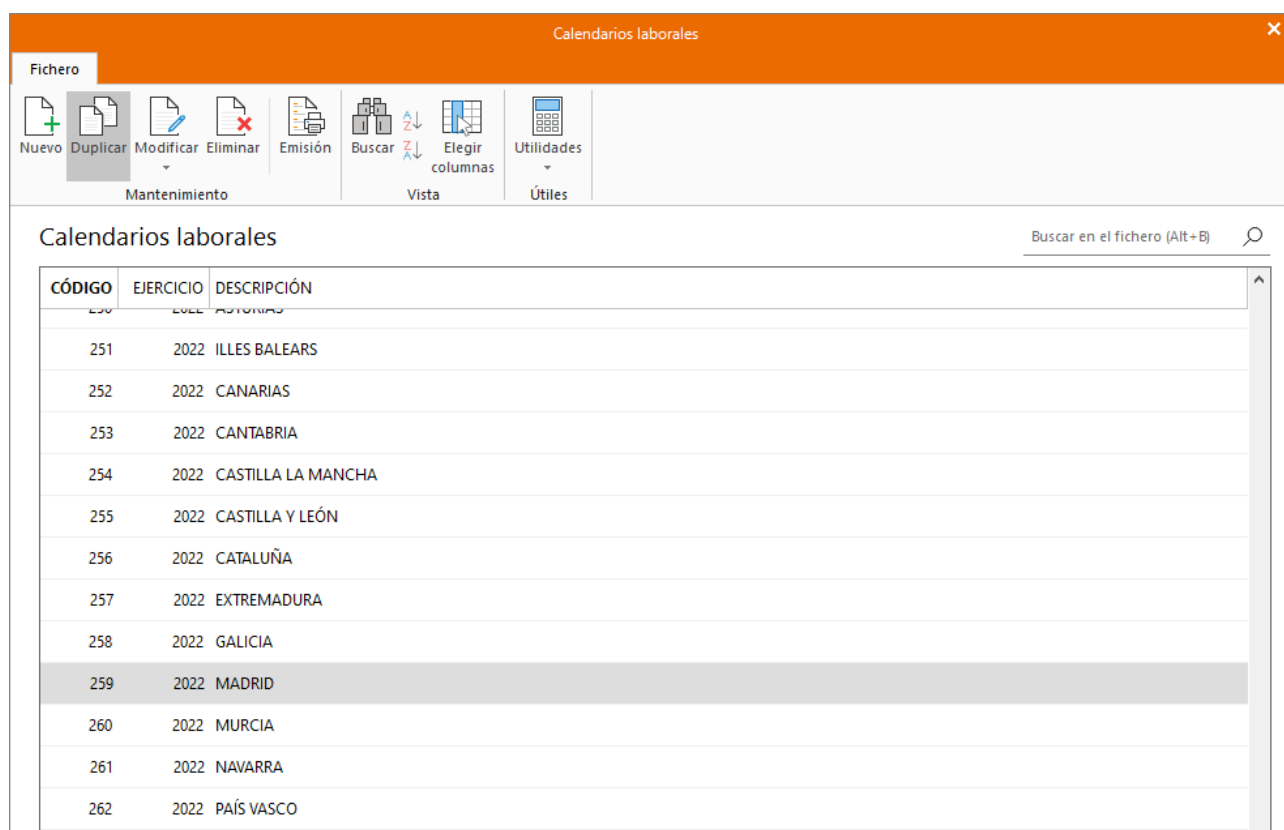 Calendarios laborales
Fichero
Nuevo Duplicar Modificar Eliminar Emisión Buscar Elegir columnas Utilidades
Mantenimiento Vista Útiles
Calendarios laborales Buscar en el fichero (Alt+B)
CÓDIGO EJERCICIO DESCRIPCIÓN
250 2022 ASTURIAS
251 2022 ILLES BALEARS
252 2022 CANARIAS
253 2022 CANTABRIA
254 2022 CASTILLA LA MANCHA
255 2022 CASTILLA Y LEÓN
256 2022 CATALUÑA
257 2022 EXTREMADURA
258 2022 GALICIA
259 2022 MADRID
260 2022 MURCIA
261 2022 NAVARRA
262 2022 PAÍS VASCO